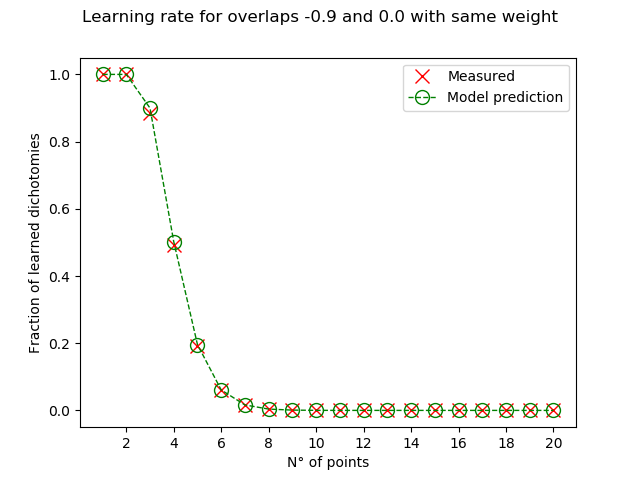 Learning rate for overlaps -0.9 and 0.0 with same weight
Measured
Model prediction
Fraction of learned dichotomies
1.0
0.8
0.6
0.4
0.2
0.0
2 4 6 8 10 12 14 16 18 20
N° of points